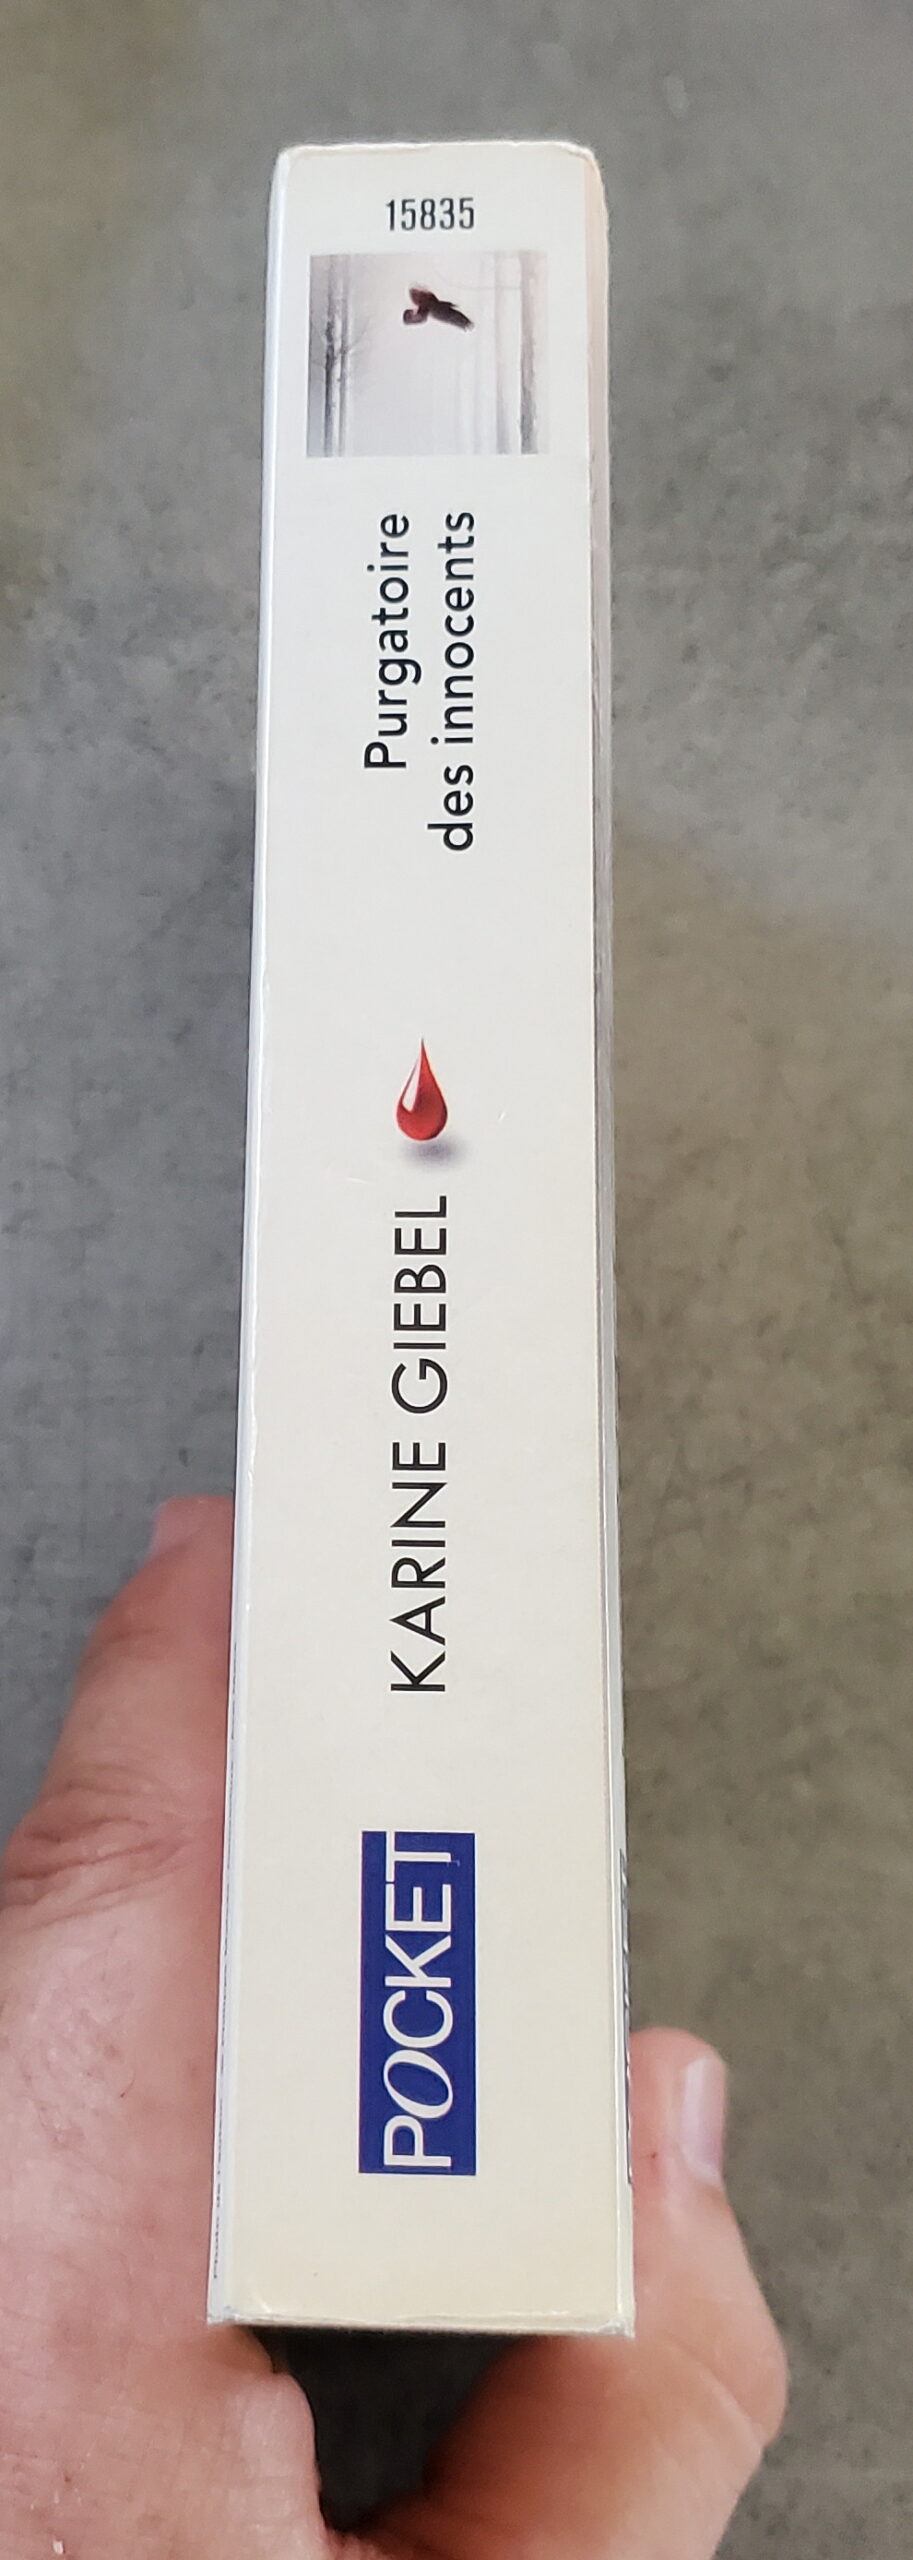 15835
Purgatoire
des innocents
KARINE GIEBEL
POCKET